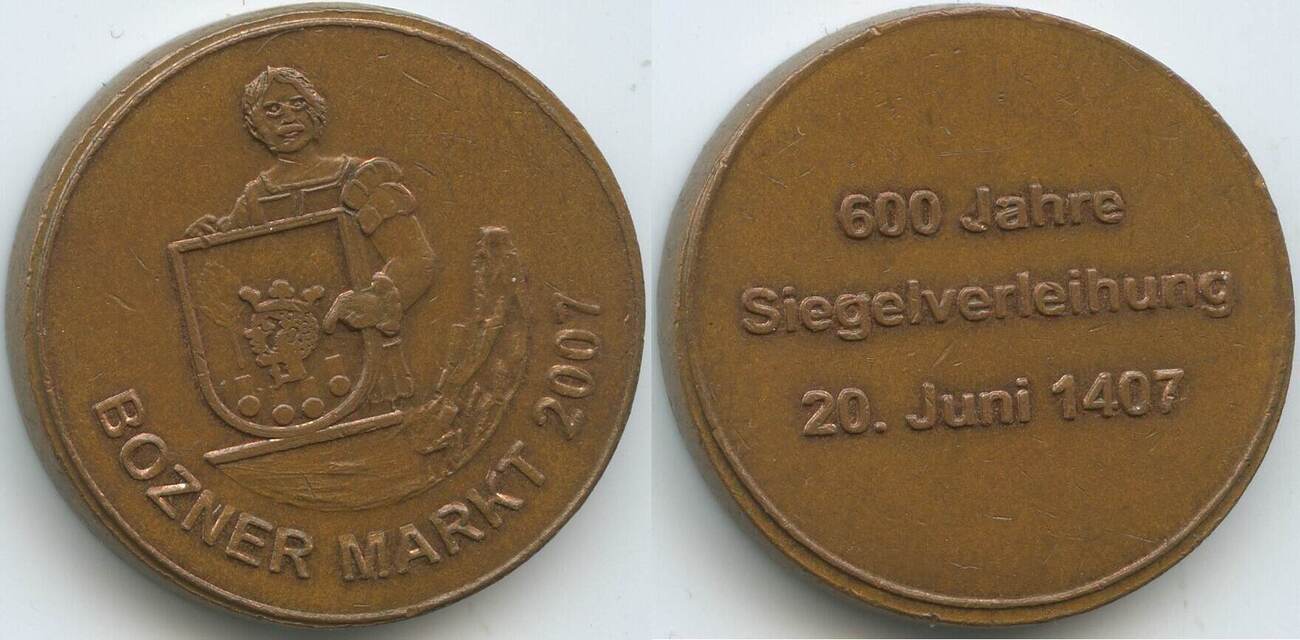 BOZNER MARKT 2007
600 Jahre
Siegelverleihung
20. Juni 1407